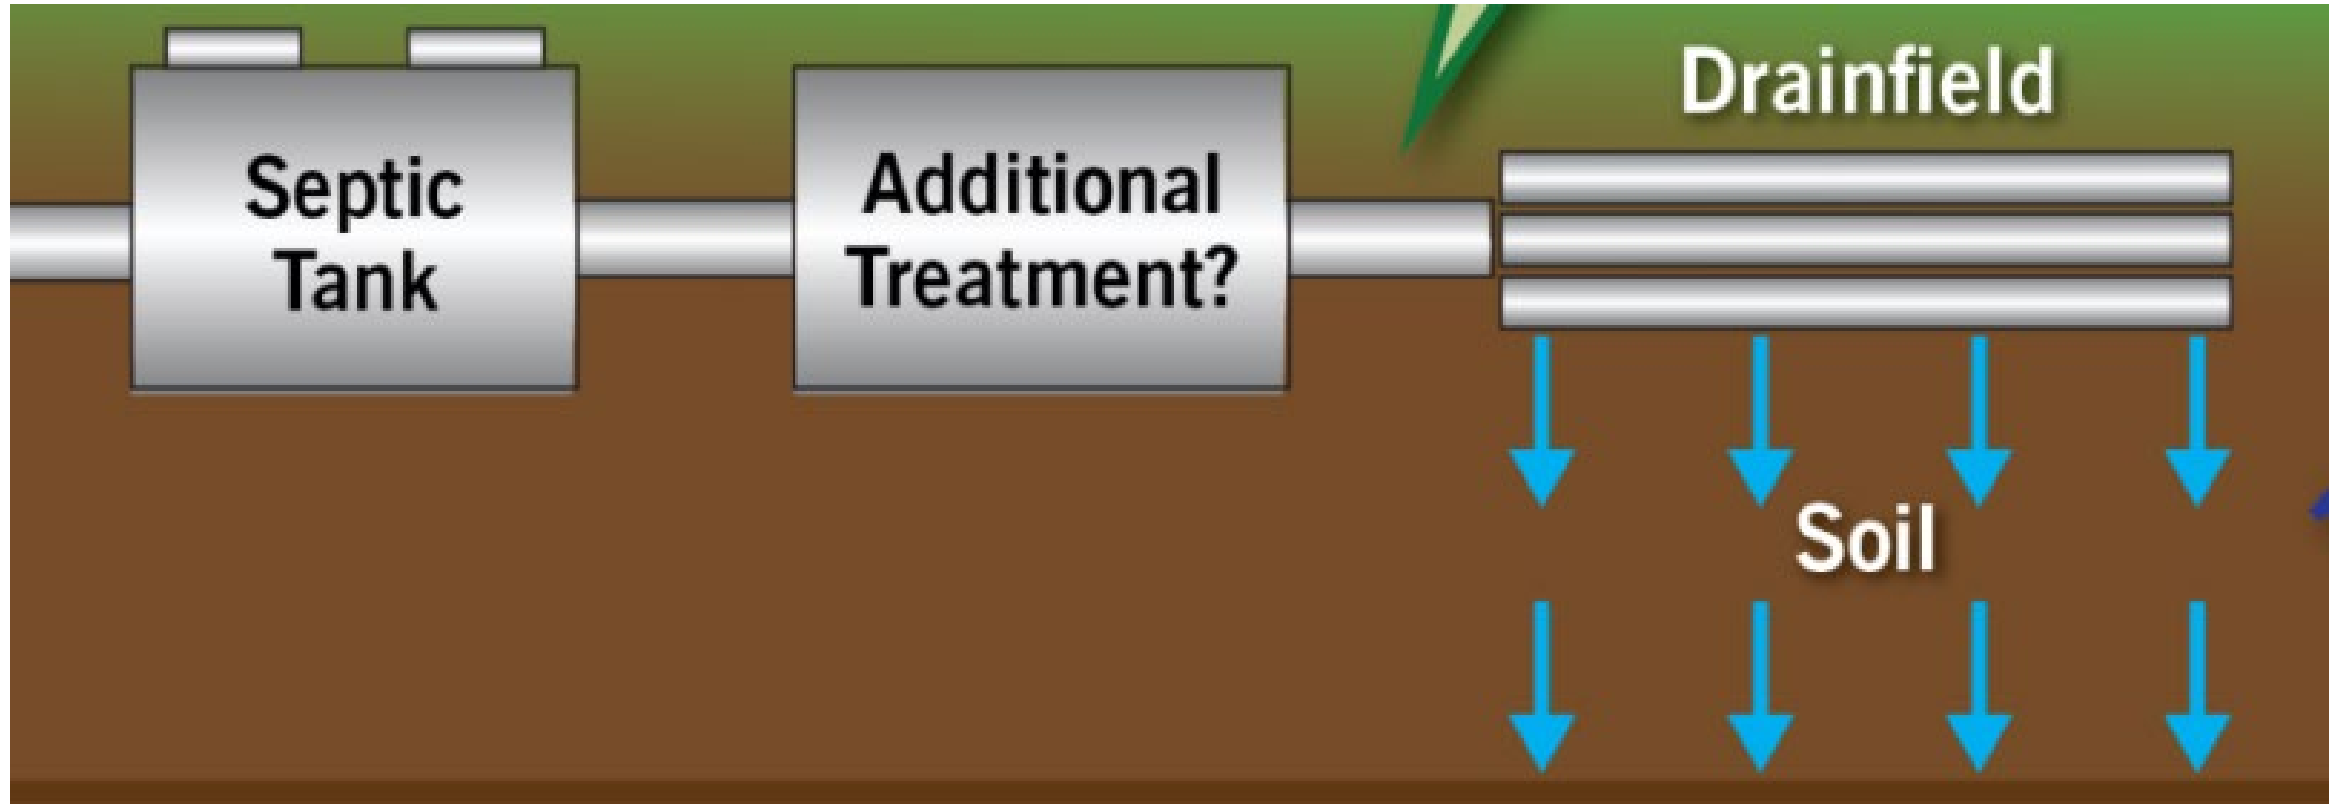 Septic
Tank
Additional
Treatment?
Drainfield
Soil